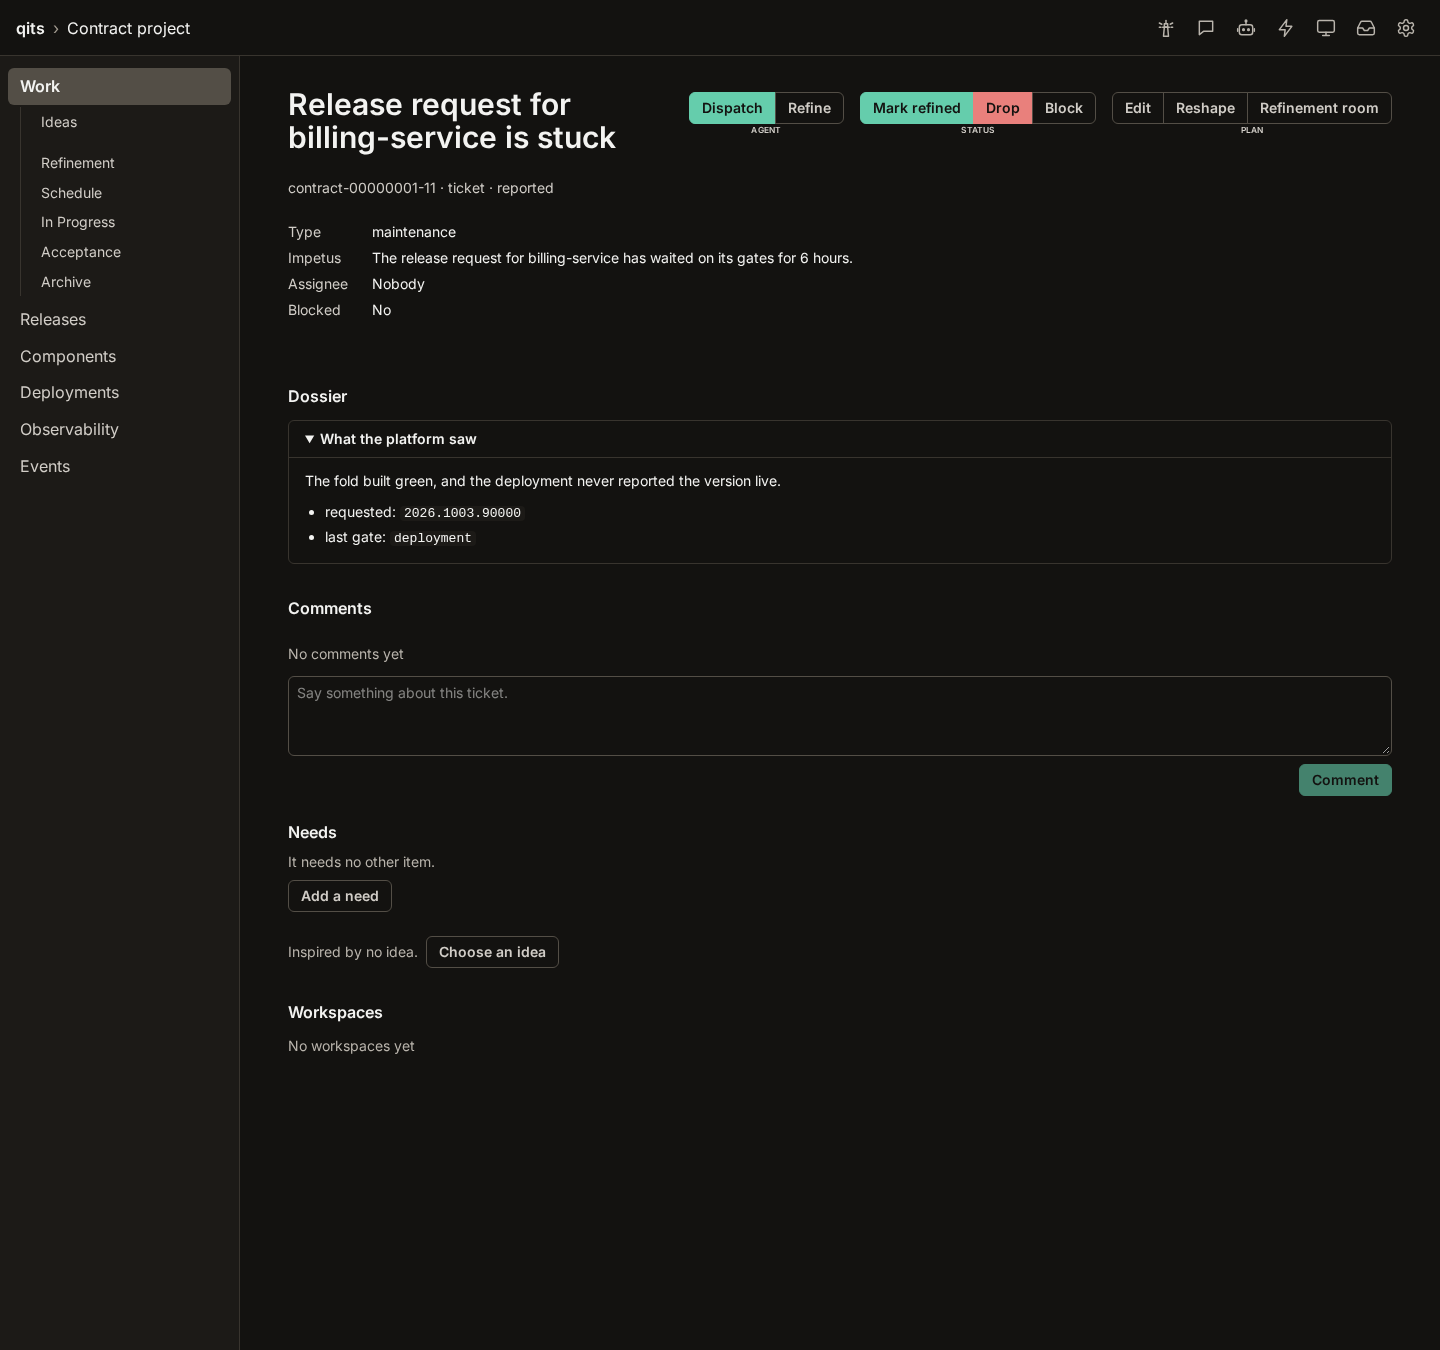 qits › Contract project
Work
Ideas
Refinement
Schedule
In Progress
Acceptance
Archive
Releases
Components
Deployments
Observability
Events
Release request for
billing-service is stuck
Dispatch Refine
AGENT
Mark refined Drop Block
STATUS
Edit Reshape Refinement room
PLAN
contract-00000001-11 · ticket · reported
Type maintenance
Impetus The release request for billing-service has waited on its gates for 6 hours.
Assignee Nobody
Blocked No
Dossier
▼ What the platform saw
The fold built green, and the deployment never reported the version live.
• requested: 2026.1003.90000
• last gate: deployment
Comments
No comments yet
Say something about this ticket.
Comment
Needs
It needs no other item.
Add a need
Inspired by no idea. Choose an idea
Workspaces
No workspaces yet